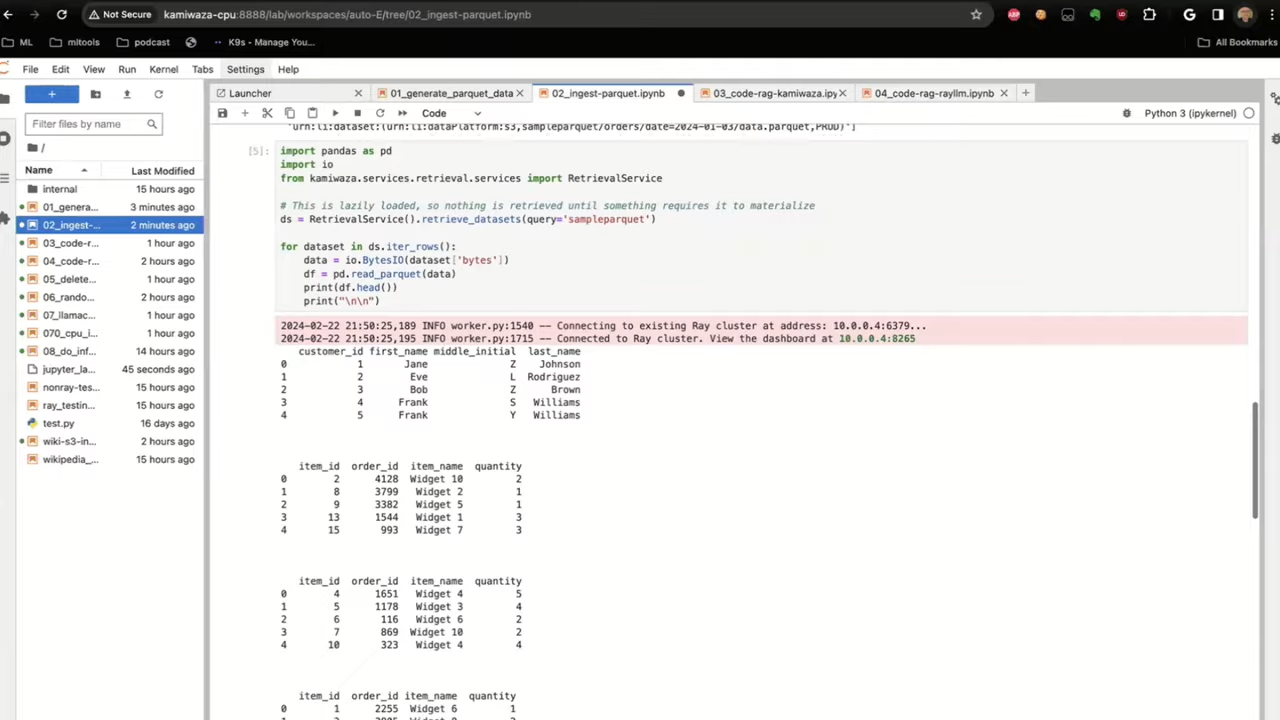 Not Secure kamiwaza-cpu:8888/lab/workspaces/auto-E/tree/02_ingest-parquet.ipynb
ML mltools podcast K9s - Manage You... All Bookmarks
File Edit View Run Kernel Tabs Settings Help
Launcher 01_generate_parquet_data 02_ingest-parquet.ipynb 03_code-rag-kamiwaza.ipy 04_code-rag-rayllm.ipynb
Code Python 3 (ipykernel)
Filter files by name
/
Name Last Modified
internal 15 hours ago
01_genera... 3 minutes ago
02_ingest-... 2 minutes ago
03_code-r... 1 hour ago
04_code-r... 2 hours ago
05_delete... 1 hour ago
06_rando... 2 hours ago
07_llamac... 1 hour ago
070_cpu_i... 1 hour ago
08_do_inf... 14 hours ago
jupyter_la... 45 seconds ago
nonray-tes... 15 hours ago
ray_testin... 15 hours ago
test.py 16 days ago
wiki-s3-in... 2 hours ago
wikipedia_... 15 hours ago
'urn:li:dataset:(urn:li:dataPlatform:s3,sampleparquet/orders/date=2024-01-03/data.parquet,PROD)']
[5]: import pandas as pd
import io
from kamiwaza.services.retrieval.services import RetrievalService
# This is lazily loaded, so nothing is retrieved until something requires it to materialize
ds = RetrievalService().retrieve_datasets(query='sampleparquet')
for dataset in ds.iter_rows():
data = io.BytesIO(dataset['bytes'])
df = pd.read_parquet(data)
print(df.head())
print("\n\n")
2024-02-22 21:50:25,189 INFO worker.py:1540 -- Connecting to existing Ray cluster at address: 10.0.0.4:6379...
2024-02-22 21:50:25,195 INFO worker.py:1715 -- Connected to Ray cluster. View the dashboard at 10.0.0.4:8265
customer_id first_name middle_initial last_name
0 1 Jane Z Johnson
1 2 Eve L Rodriguez
2 3 Bob Z Brown
3 4 Frank S Williams
4 5 Frank Y Williams
item_id order_id item_name quantity
0 2 4128 Widget 10 2
1 8 3799 Widget 2 1
2 9 3382 Widget 5 1
3 13 1544 Widget 1 3
4 15 993 Widget 7 3
item_id order_id item_name quantity
0 4 1651 Widget 4 5
1 5 1178 Widget 3 4
2 6 116 Widget 6 2
3 7 869 Widget 10 2
4 10 323 Widget 4 4
item_id order_id item_name quantity
0 1 2255 Widget 6 1